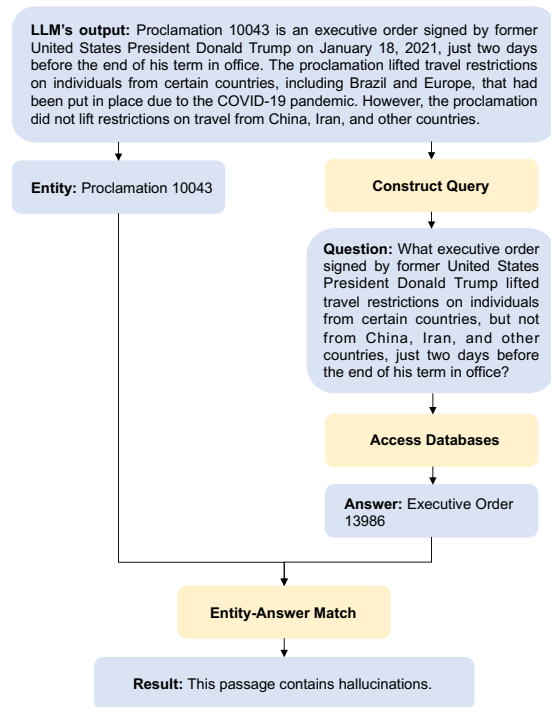 LLM's output: Proclamation 10043 is an executive order signed by former
United States President Donald Trump on January 18, 2021, just two days
before the end of his term in office. The proclamation lifted travel restrictions
on individuals from certain countries, including Brazil and Europe, that had
been put in place due to the COVID-19 pandemic. However, the proclamation
did not lift restrictions on travel from China, Iran, and other countries.
Entity: Proclamation 10043
Construct Query
Question: What executive order
signed by former United States
President Donald Trump lifted
travel restrictions on individuals
from certain countries, but not
from China, Iran, and other
countries, just two days before
the end of his term in office?
Access Databases
Answer: Executive Order
13986
Entity-Answer Match
Result: This passage contains hallucinations.